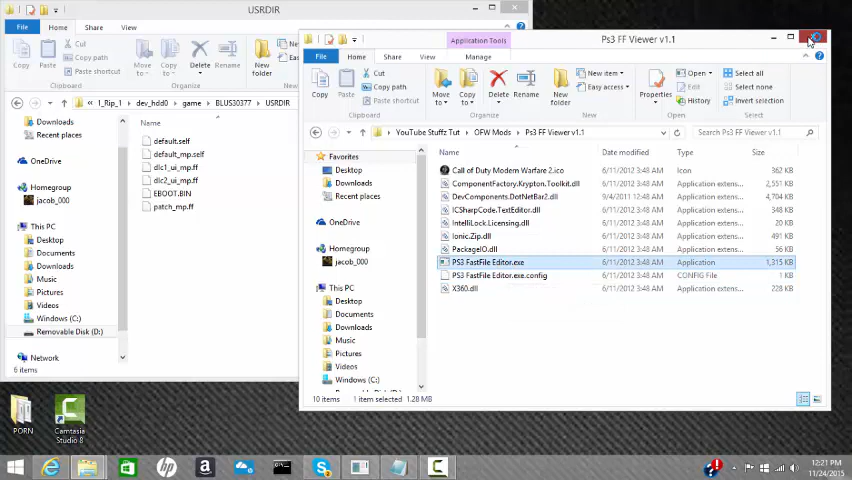 USRDIR
File
Home
Share
View
Copy
Paste
Cut
Copy path
Paste shortcut
Move to
Copy to
Delete
New folder
1_Rip_1
dev_hdd0
game
BLUS30377
USRDIR
Downloads
Recent places
OneDrive
Homegroup
jacob_000
This PC
Desktop
Documents
Downloads
Music
Pictures
Videos
Windows (C:)
Removable Disk (D:)
Network
default.self
default_mp.self
dlc1_ui_mp.ff
dlc2_ui_mp.ff
EBOOT.BIN
patch_mp.ff
6 items
Application Tools
Ps3 FF Viewer v1.1
File
Home
Share
View
Manage
Copy
Paste
Cut
Copy path
Paste shortcut
Move to
Copy to
Delete
Rename
New folder
New item
Easy access
Properties
Open
Edit
History
Select all
Select none
Invert selection
YouTube Stuffz Tut
OFW Mods
Ps3 FF Viewer v1.1
Search Ps3 FF Viewer v1.1
Favorites
Desktop
Downloads
Recent places
OneDrive
Homegroup
jacob_000
This PC
Desktop
Documents
Downloads
Music
Pictures
Videos
Windows (C:)
Name Date modified Type Size
Call of Duty Modern Warfare 2.ico 6/11/2012 3:48 AM Icon 362 KB
ComponentFactory.Krypton.Toolkit.dll 6/11/2012 3:48 AM Application extens... 2,551 KB
DevComponents.DotNetBar2.dll 9/4/2011 12:48 AM Application extens... 4,704 KB
ICSharpCode.TextEditor.dll 6/11/2012 3:48 AM Application extens... 348 KB
IntelliLock.Licensing.dll 6/11/2012 3:48 AM Application extens... 20 KB
Ionic.Zip.dll 6/11/2012 3:48 AM Application extens... 491 KB
PackageIO.dll 6/11/2012 3:48 AM Application extens... 56 KB
PS3 FastFile Editor.exe 6/11/2012 3:48 AM Application 1,315 KB
PS3 FastFile Editor.exe.config 6/11/2012 3:48 AM CONFIG File 1 KB
X360.dll 6/11/2012 3:48 AM Application extens... 228 KB
10 items 1 item selected 1.28 MB
PORN
Camtasia
Studio 8
12:21 PM
11/24/2015